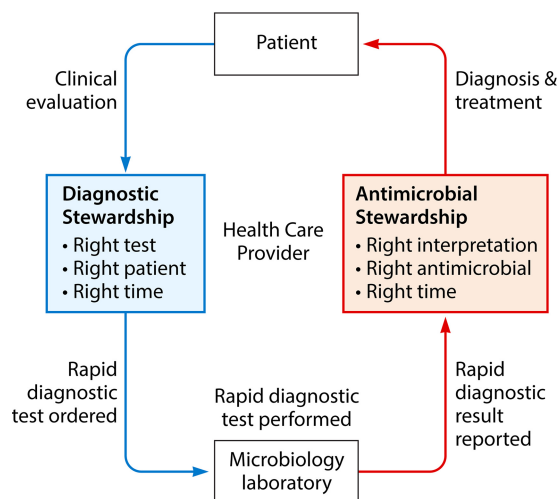 Patient
Clinical
evaluation
Diagnosis &
treatment
Diagnostic
Stewardship
• Right test
• Right patient
• Right time
Health Care
Provider
Antimicrobial
Stewardship
• Right interpretation
• Right antimicrobial
• Right time
Rapid
diagnostic
test ordered
Rapid diagnostic
test performed
Microbiology
laboratory
Rapid
diagnostic
result
reported